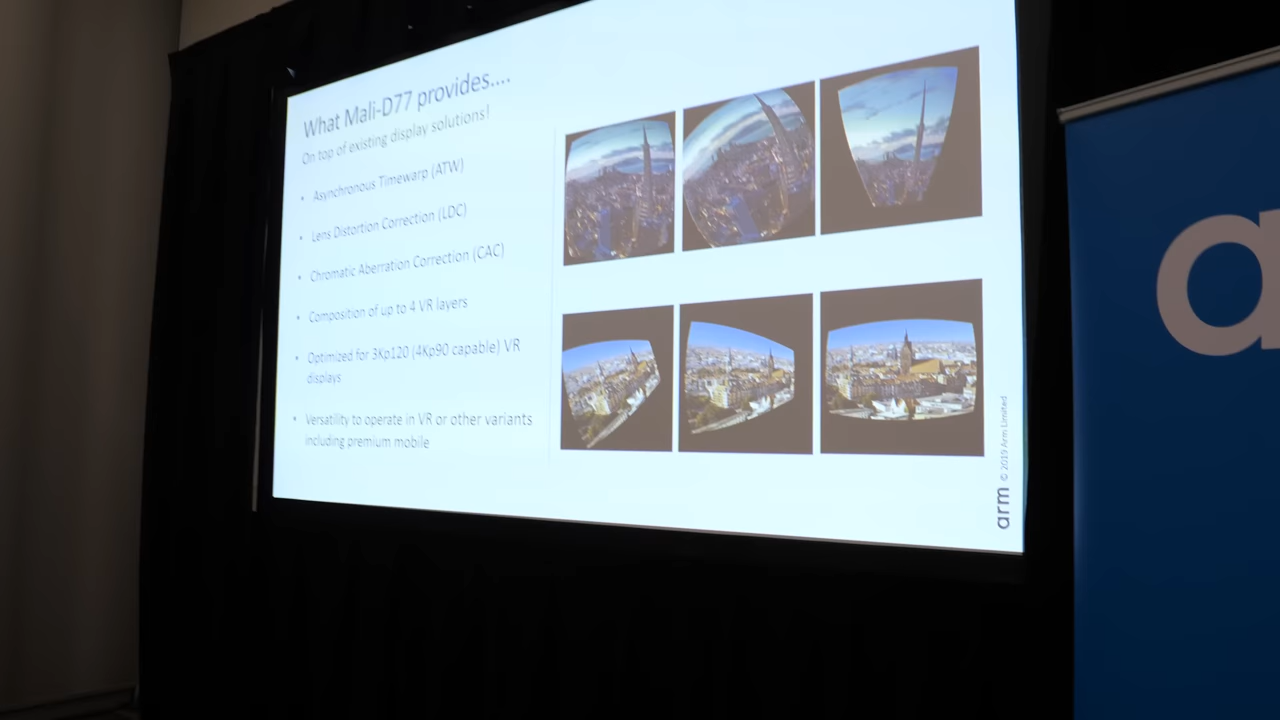 What Mali-D77 provides....
On top of existing display solutions!
• Asynchronous Timewarp (ATW)
• Lens Distortion Correction (LDC)
• Chromatic Aberration Correction (CAC)
• Composition of up to 4 VR layers
• Optimized for 3Kp120 (4Kp90 capable) VR
displays
• Versatility to operate in VR or other variants
including premium mobile
arm © 2019 Arm Limited
a